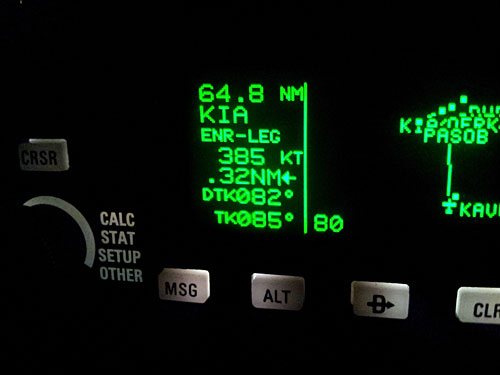 64.8 NM
KIA
ENR-LEG
385 KT
.32NM←
DTK082°
TK085°
80
PASOB
KAV
CRSR
CALC
STAT
SETUP
OTHER
MSG
ALT
D
CLR